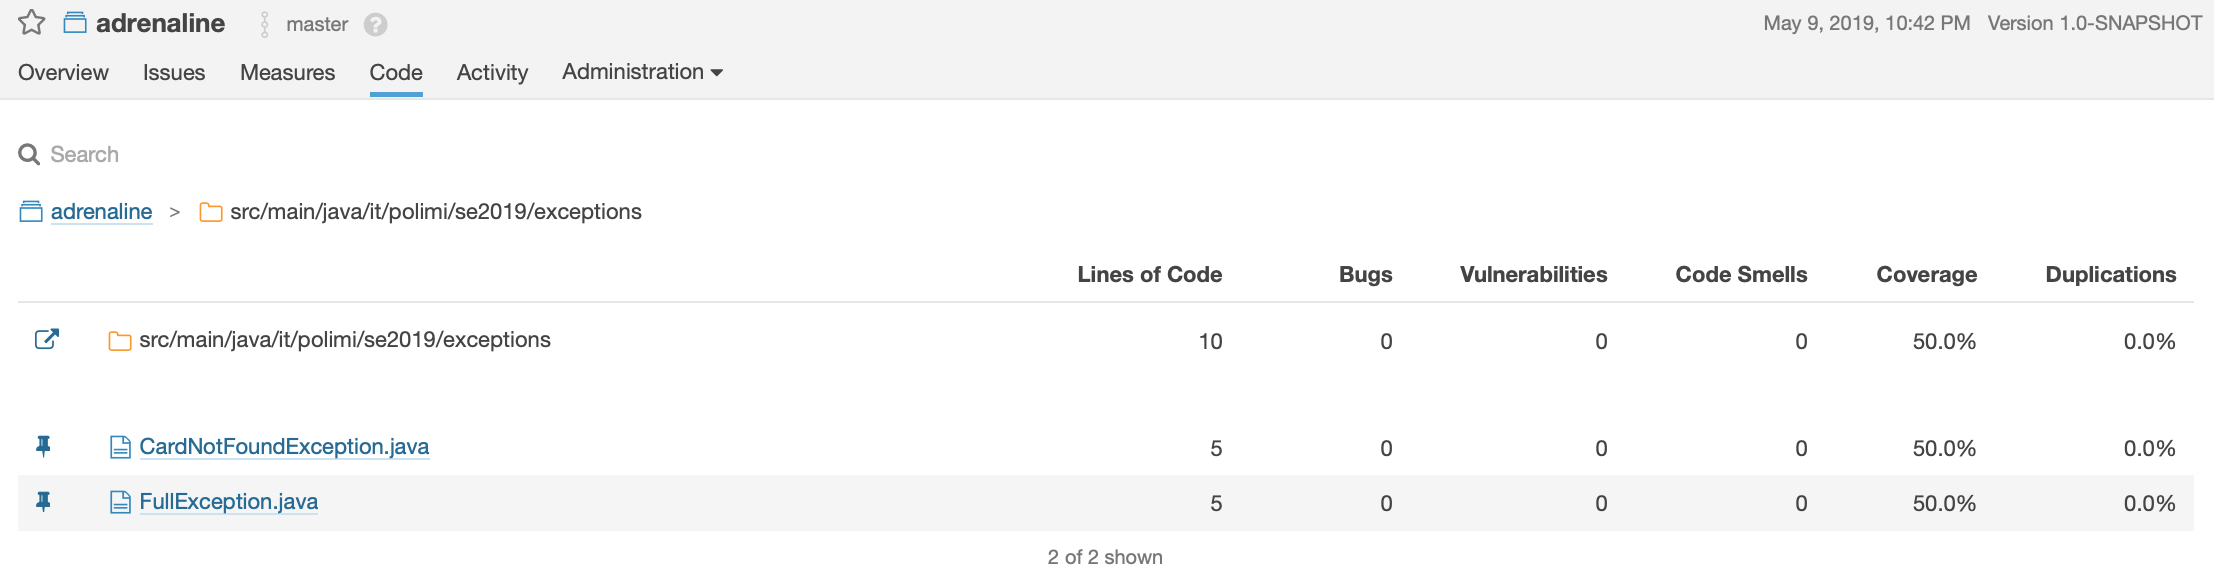 adrenaline master ? May 9, 2019, 10:42 PM Version 1.0-SNAPSHOT
Overview Issues Measures Code Activity Administration
Search
adrenaline > src/main/java/it/polimi/se2019/exceptions
Lines of Code Bugs Vulnerabilities Code Smells Coverage Duplications
src/main/java/it/polimi/se2019/exceptions 10 0 0 0 50.0% 0.0%
CardNotFoundException.java 5 0 0 0 50.0% 0.0%
FullException.java 5 0 0 0 50.0% 0.0%
2 of 2 shown